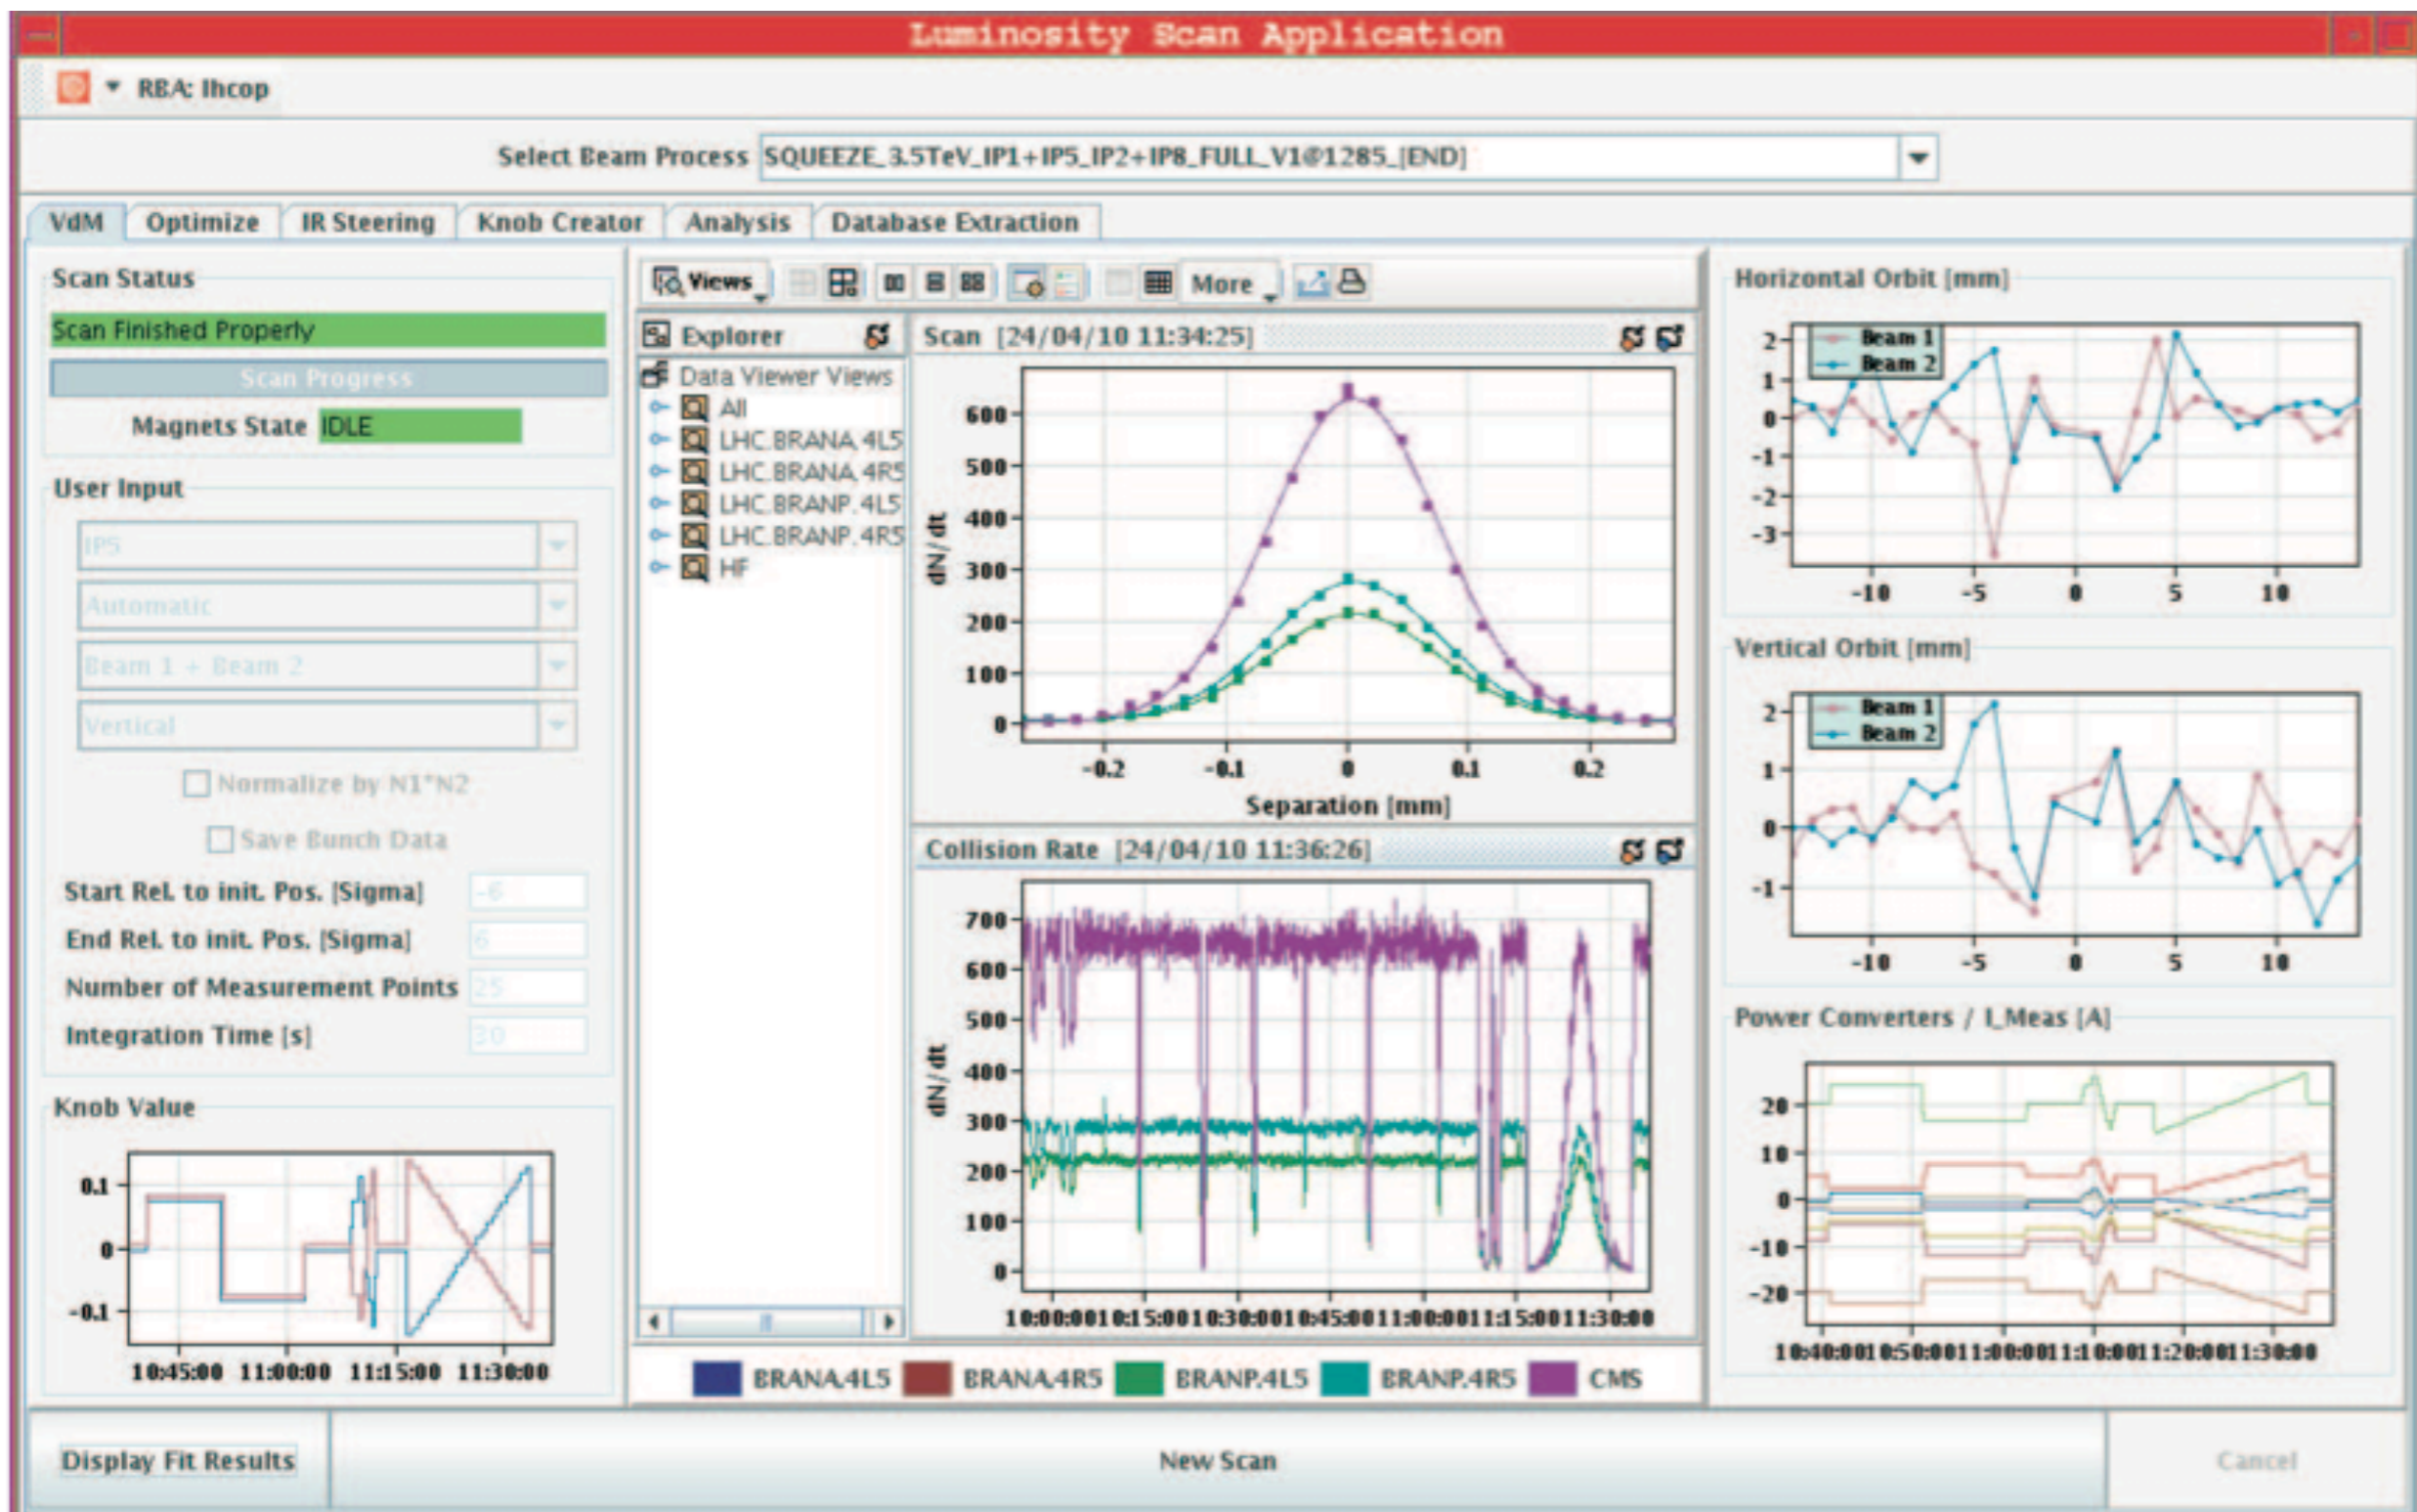 Luminosity Scan Application
RBA: lhcop
Select Beam Process SQUEEZE_3.5TeV_IP1+IP5_IP2+IP8_FULL_V1@1285_[END]
VdM Optimize IR Steering Knob Creator Analysis Database Extraction
Scan Status
Scan Finished Properly
Scan Progress
Magnets State IDLE
User Input
IP5
Automatic
Beam 1 + Beam 2
Vertical
Normalize by N1*N2
Save Bunch Data
Start Rel. to init. Pos. [Sigma] -6
End Rel. to init. Pos. [Sigma] 6
Number of Measurement Points 25
Integration Time [s] 30
Knob Value
0.1
0
-0.1
10:45:00 11:00:00 11:15:00 11:30:00
Views More
Explorer
Data Viewer Views
All
LHC.BRANA.4L5
LHC.BRANA.4R5
LHC.BRANP.4L5
LHC.BRANP.4R5
HF
Scan [24/04/10 11:34:25]
dN/dt
600
500
400
300
200
100
0
-0.2 -0.1 0 0.1 0.2
Separation [mm]
Collision Rate [24/04/10 11:36:26]
dN/dt
700
600
500
400
300
200
100
0
10:00:00 10:15:00 10:30:00 10:45:00 11:00:00 11:15:00 11:30:00
BRANA.4L5 BRANA.4R5 BRANP.4L5 BRANP.4R5 CMS
Horizontal Orbit [mm]
Beam 1
Beam 2
2
1
0
-1
-2
-3
-10 -5 0 5 10
Vertical Orbit [mm]
Beam 1
Beam 2
2
1
0
-1
-10 -5 0 5 10
Power Converters / I_Meas [A]
20
10
0
-10
-20
10:40:00 10:50:00 11:00:00 11:10:00 11:20:00 11:30:00
Display Fit Results New Scan Cancel